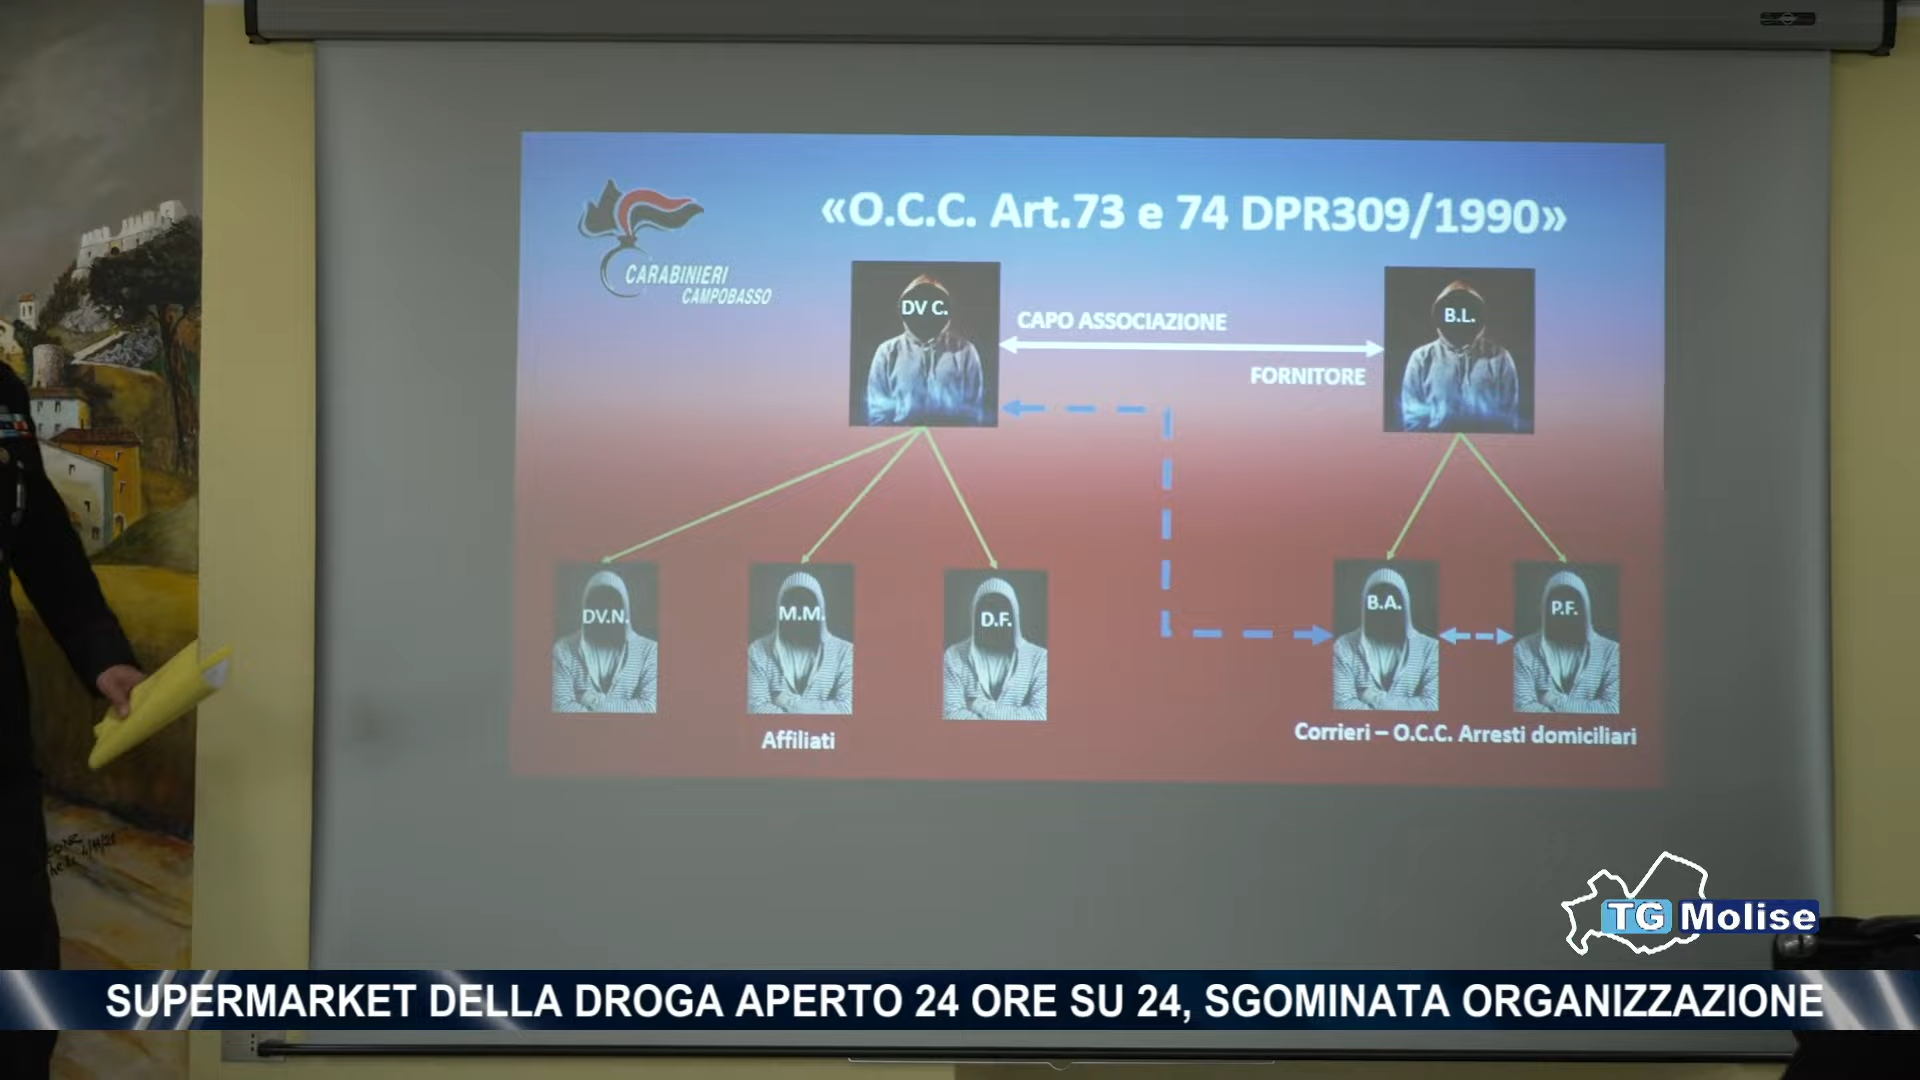 «O.C.C. Art.73 e 74 DPR309/1990»
CARABINIERI
CAMPOBASSO
DV C.
CAPO ASSOCIAZIONE
B.L.
FORNITORE
DV.N.
M.M.
D.F.
B.A.
P.F.
Affiliati
Corrieri – O.C.C. Arresti domiciliari
TG Molise
SUPERMARKET DELLA DROGA APERTO 24 ORE SU 24, SGOMINATA ORGANIZZAZIONE